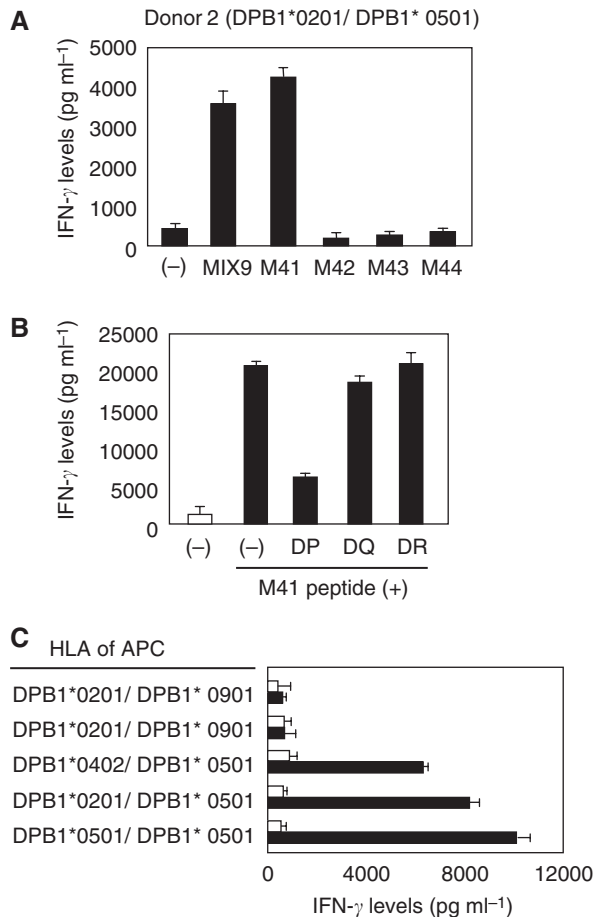 A
Donor 2 (DPB1*0201/ DPB1* 0501)
IFN-γ levels (pg ml⁻¹)
5000
4000
3000
2000
1000
0
(–) MIX9 M41 M42 M43 M44
B
IFN-γ levels (pg ml⁻¹)
25000
20000
15000
10000
5000
0
(–) (–) DP DQ DR
M41 peptide (+)
C
HLA of APC
DPB1*0201/ DPB1* 0901
DPB1*0201/ DPB1* 0901
DPB1*0402/ DPB1* 0501
DPB1*0201/ DPB1* 0501
DPB1*0501/ DPB1* 0501
0 4000 8000 12000
IFN-γ levels (pg ml⁻¹)